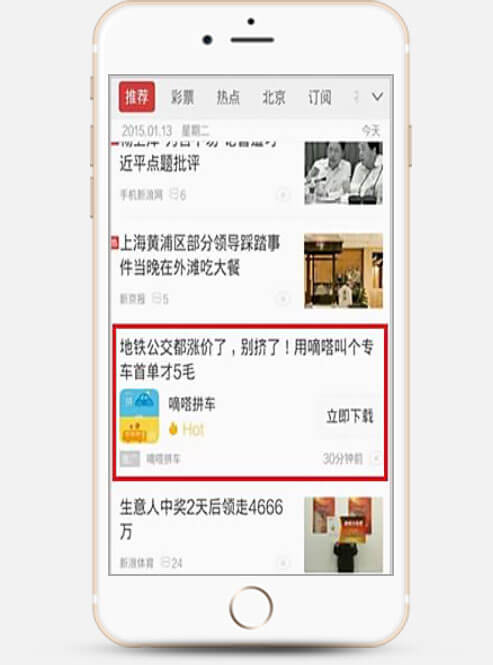 推荐 彩票 热点 北京 订阅
2015.01.13 星期二 今天
近平点题批评
手机新浪网 6
上海黄浦区部分领导踩踏事
件当晚在外滩吃大餐
新京报 5
地铁公交都涨价了，别挤了！用嘀嗒叫个专
车首单才5毛
嘀嗒拼车
Hot
立即下载
嘀嗒拼车 30分钟前
生意人中奖2天后领走4666
万
新浪体育 24